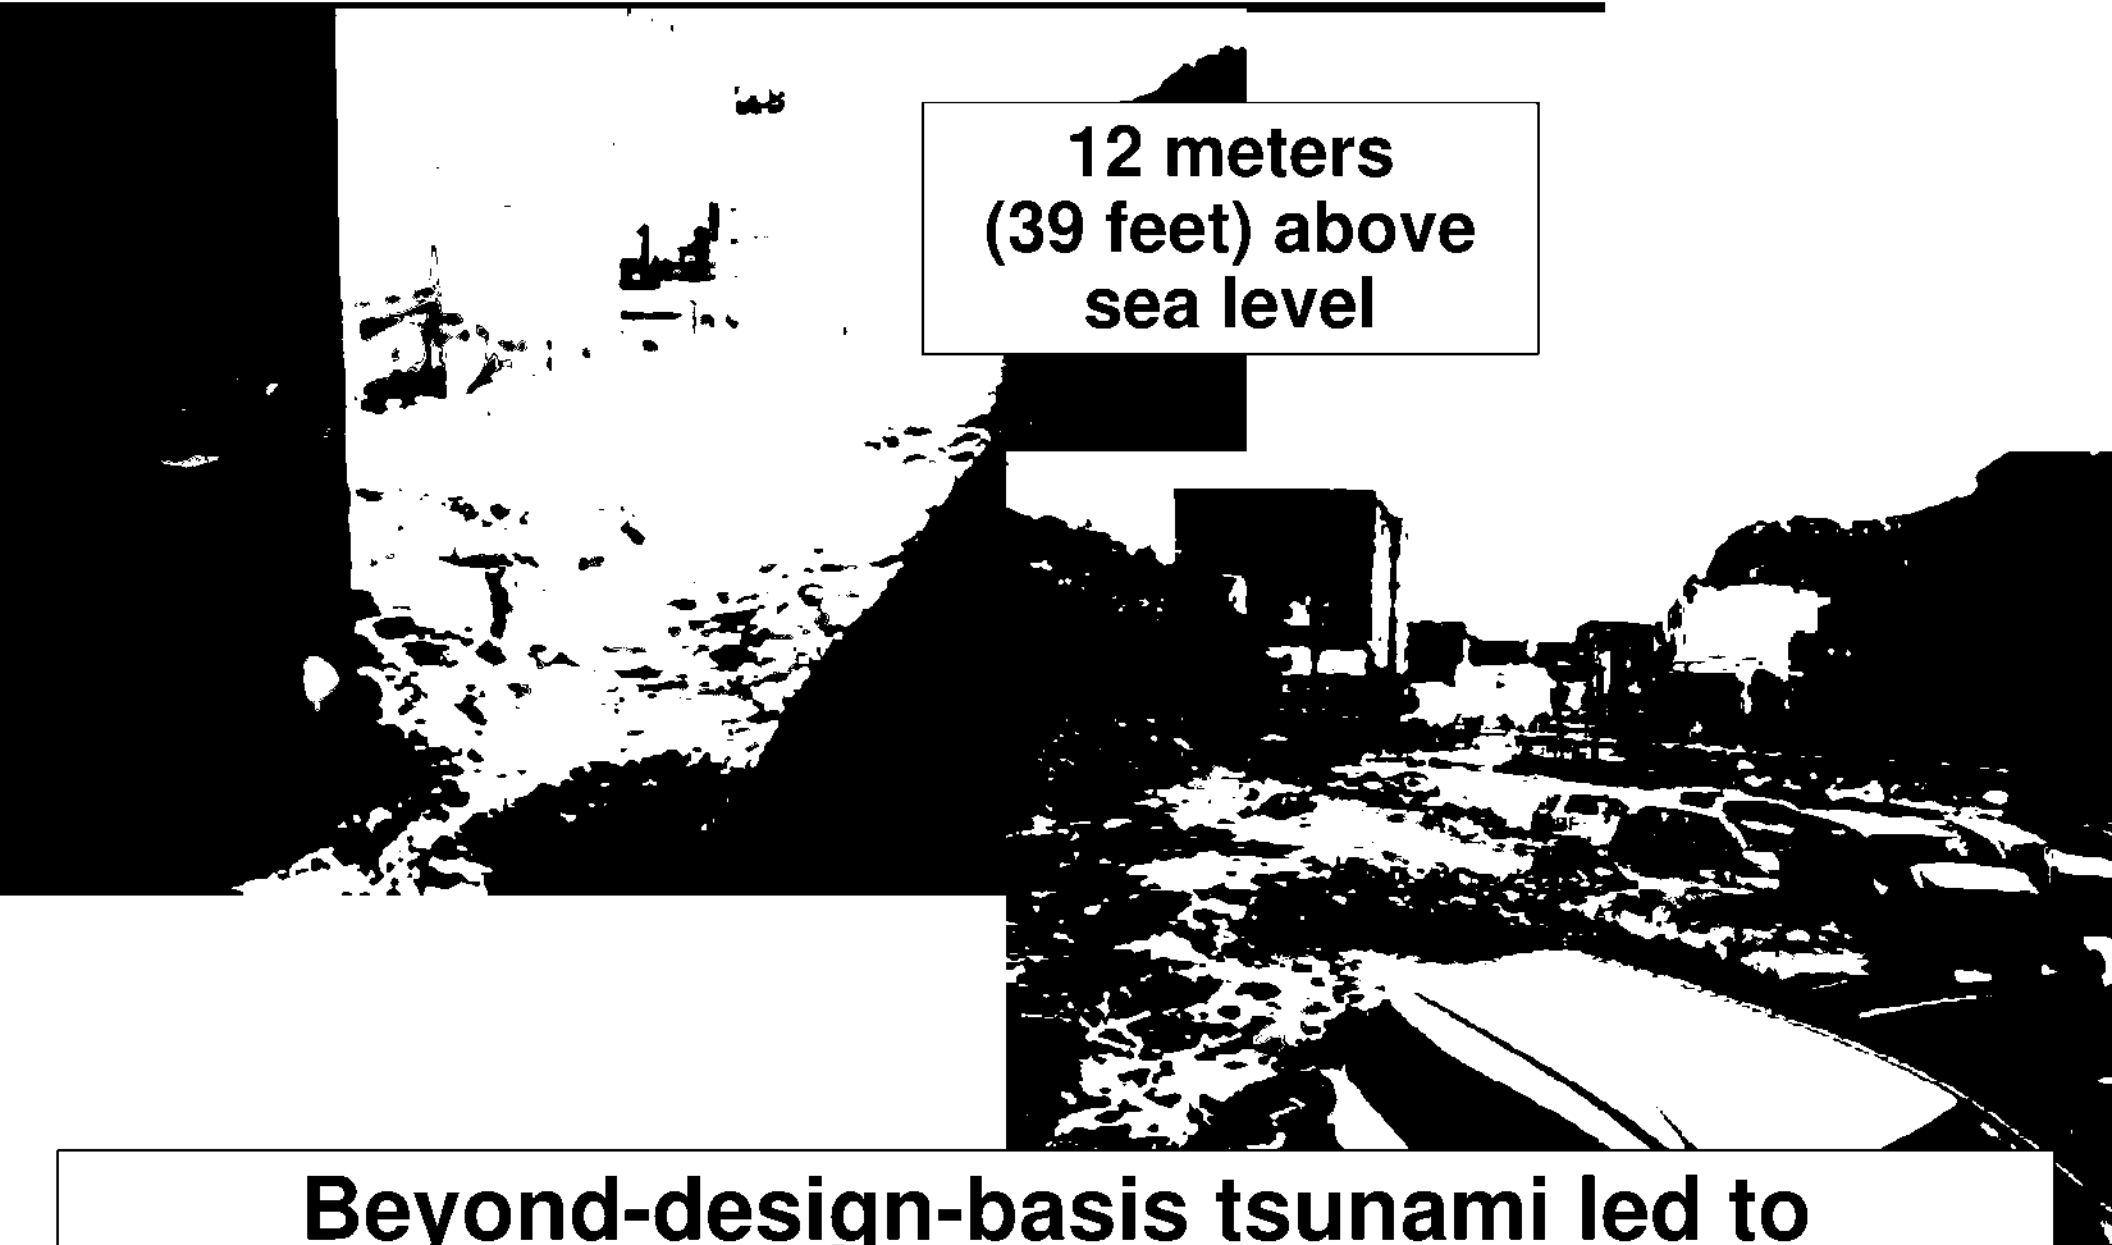 12 meters
(39 feet) above
sea level
Beyond-design-basis tsunami led to